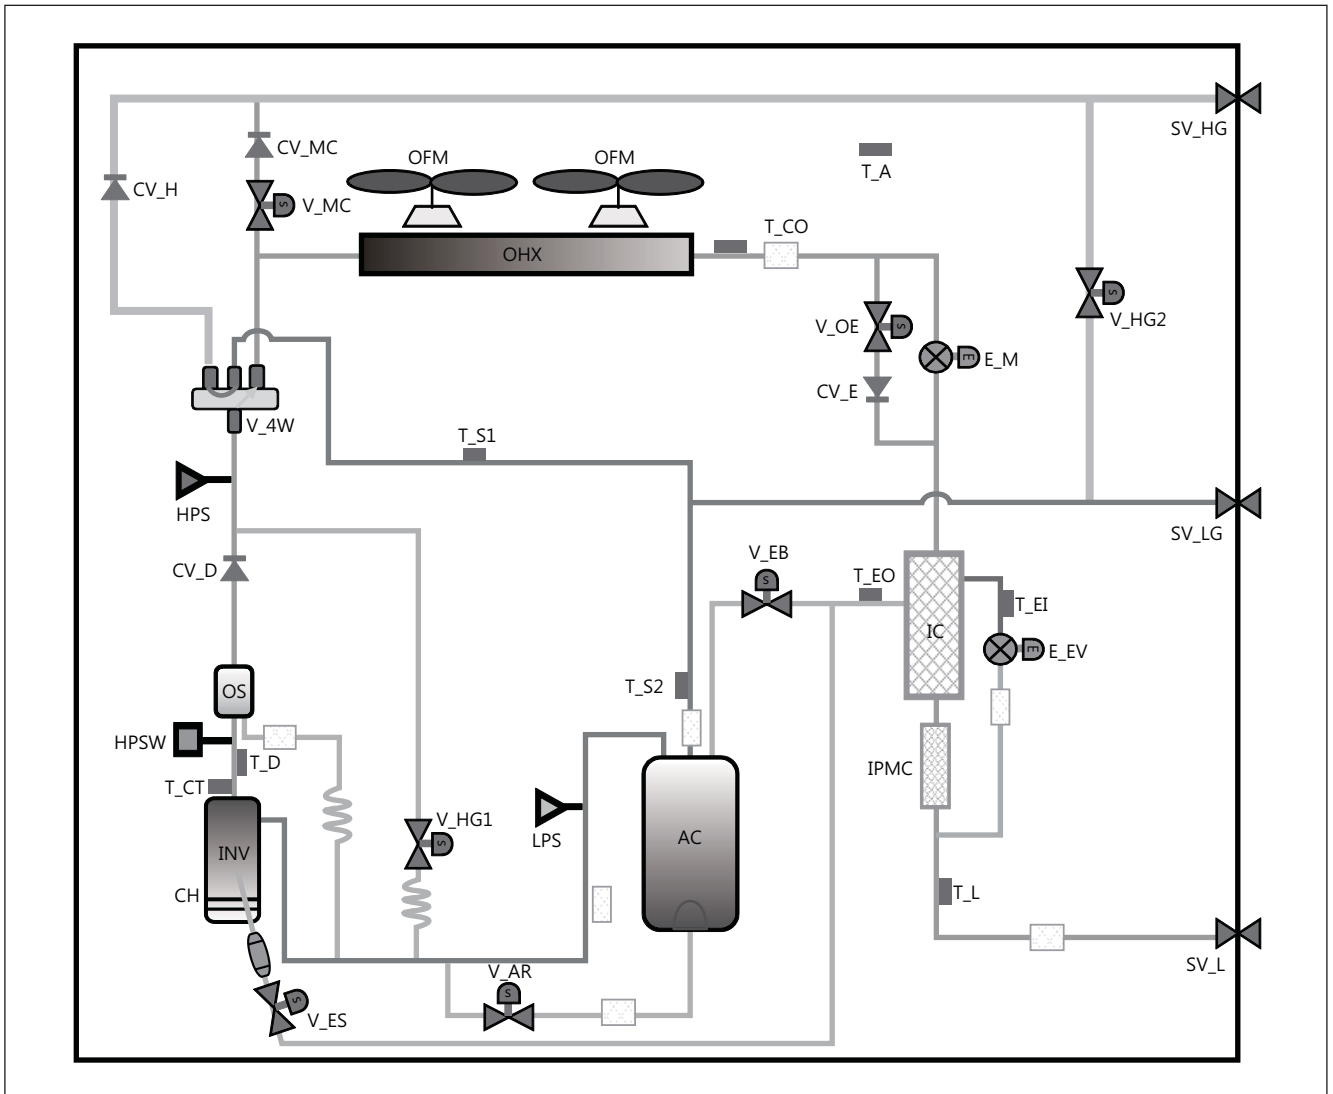 SV_HG
CV_MC
OFM
OFM
T_A
CV_H
V_MC
T_CO
OHX
S
S
V_HG2
V_OE
S
E_M
E
CV_E
V_4W
T_S1
HPS
SV_LG
V_EB
S
CV_D
T_EO
T_EI
IC
E_EV
E
OS
T_S2
HPSW
T_D
IPMC
T_CT
V_HG1
S
LPS
AC
INV
CH
T_L
SV_L
V_AR
S
V_ES
S